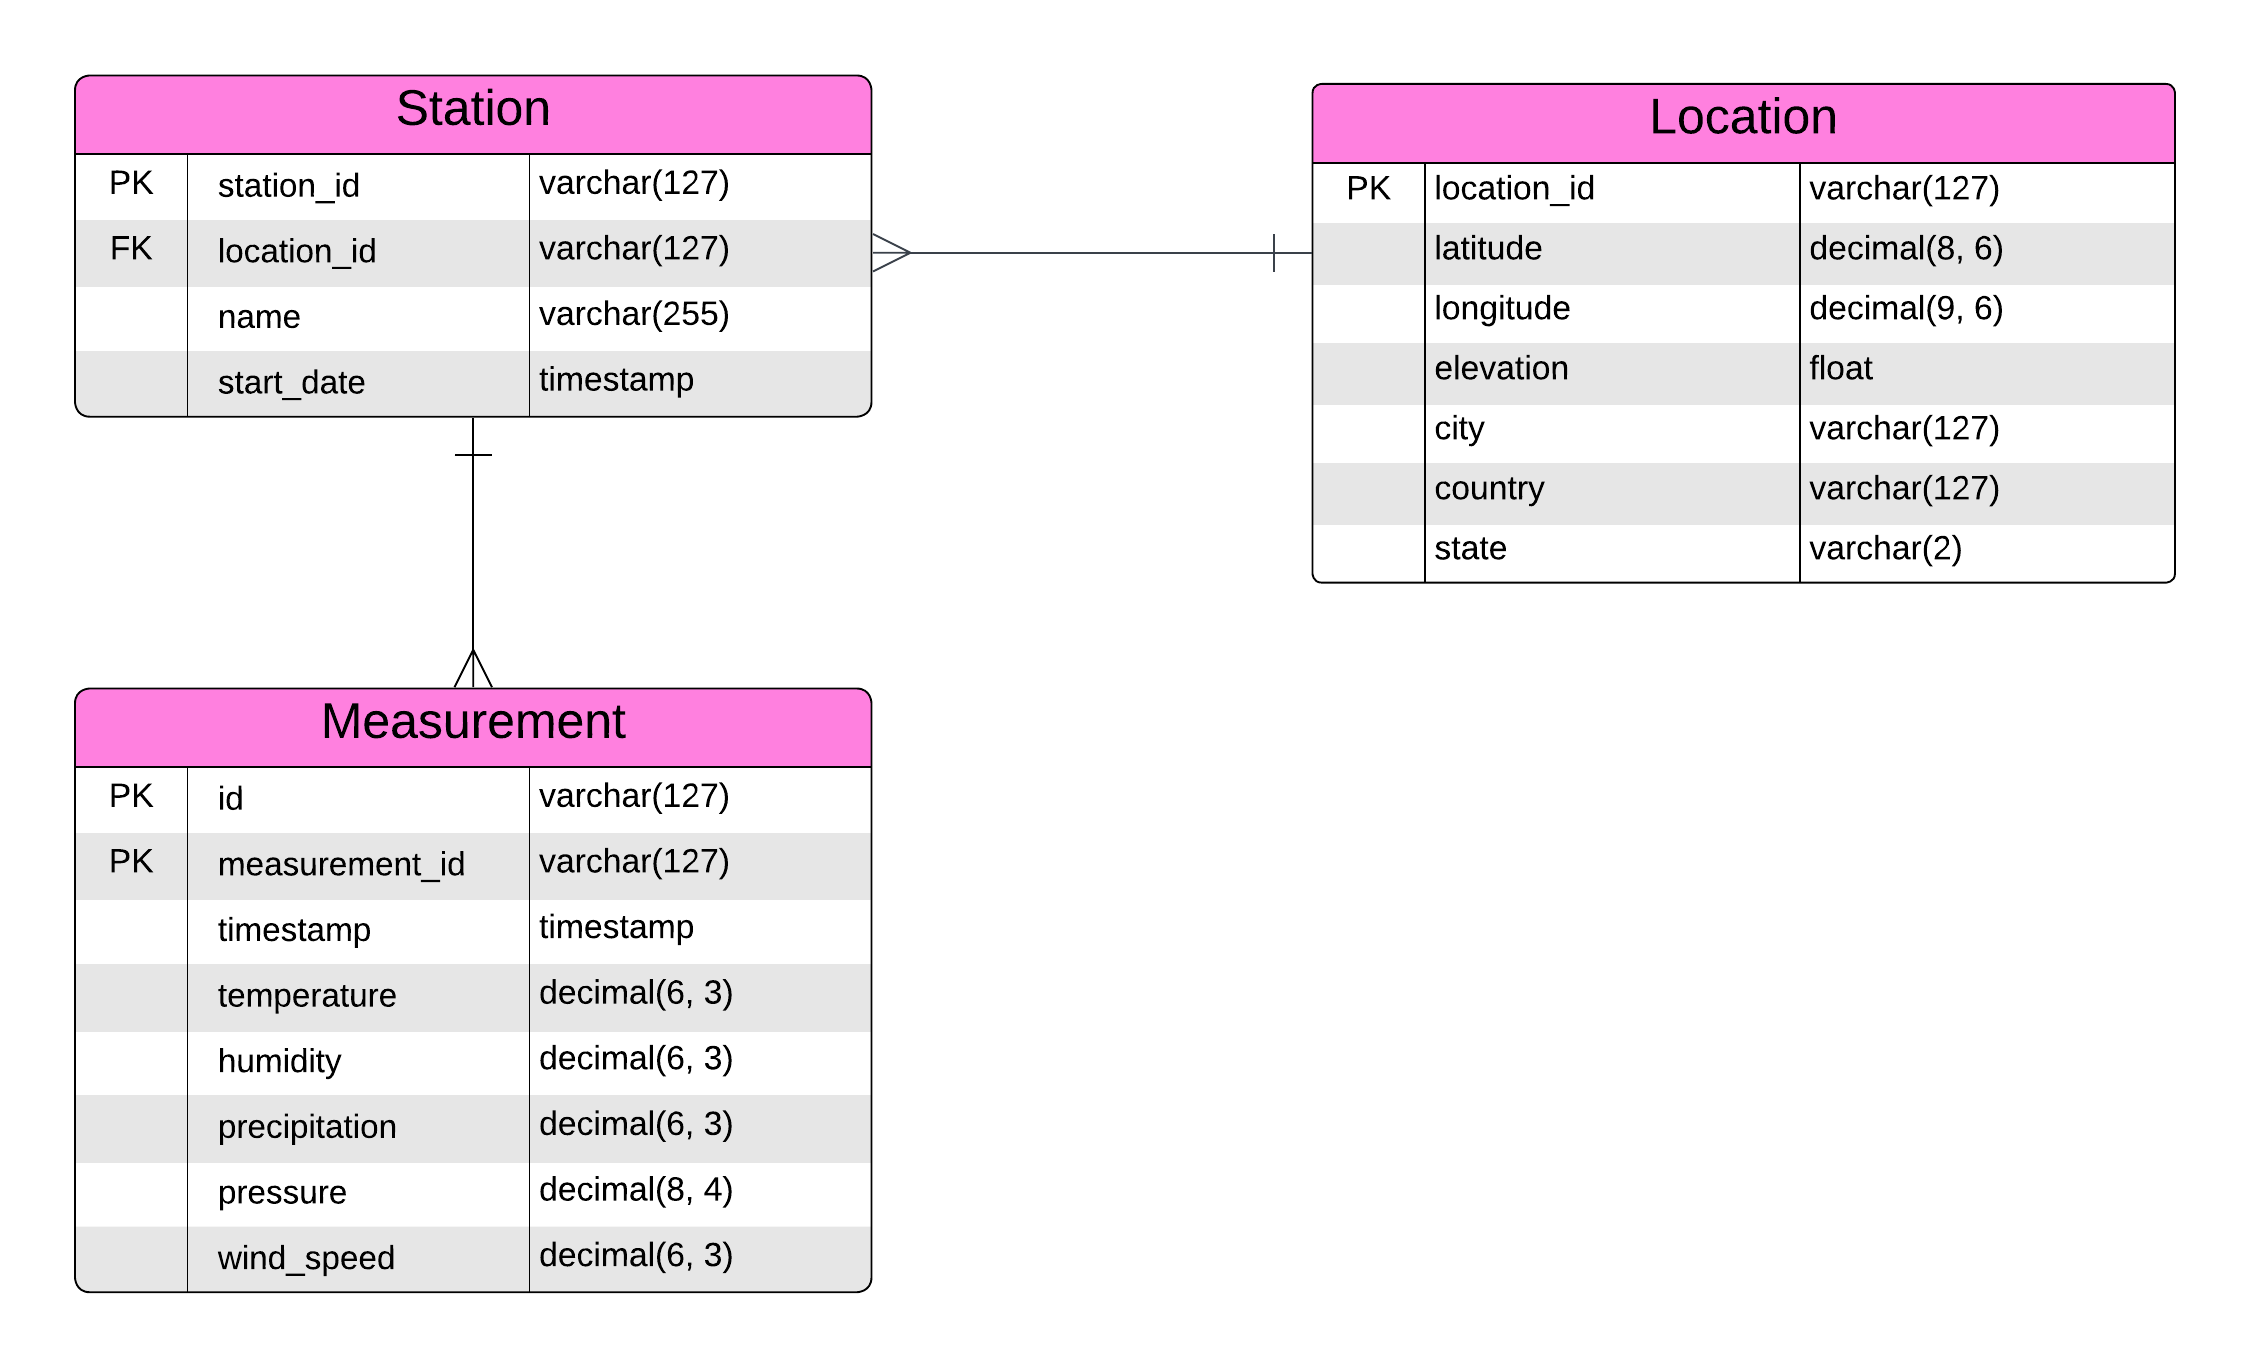 Station
PK station_id varchar(127)
FK location_id varchar(127)
name varchar(255)
start_date timestamp
Location
PK location_id varchar(127)
latitude decimal(8, 6)
longitude decimal(9, 6)
elevation float
city varchar(127)
country varchar(127)
state varchar(2)
Measurement
PK id varchar(127)
PK measurement_id varchar(127)
timestamp timestamp
temperature decimal(6, 3)
humidity decimal(6, 3)
precipitation decimal(6, 3)
pressure decimal(8, 4)
wind_speed decimal(6, 3)